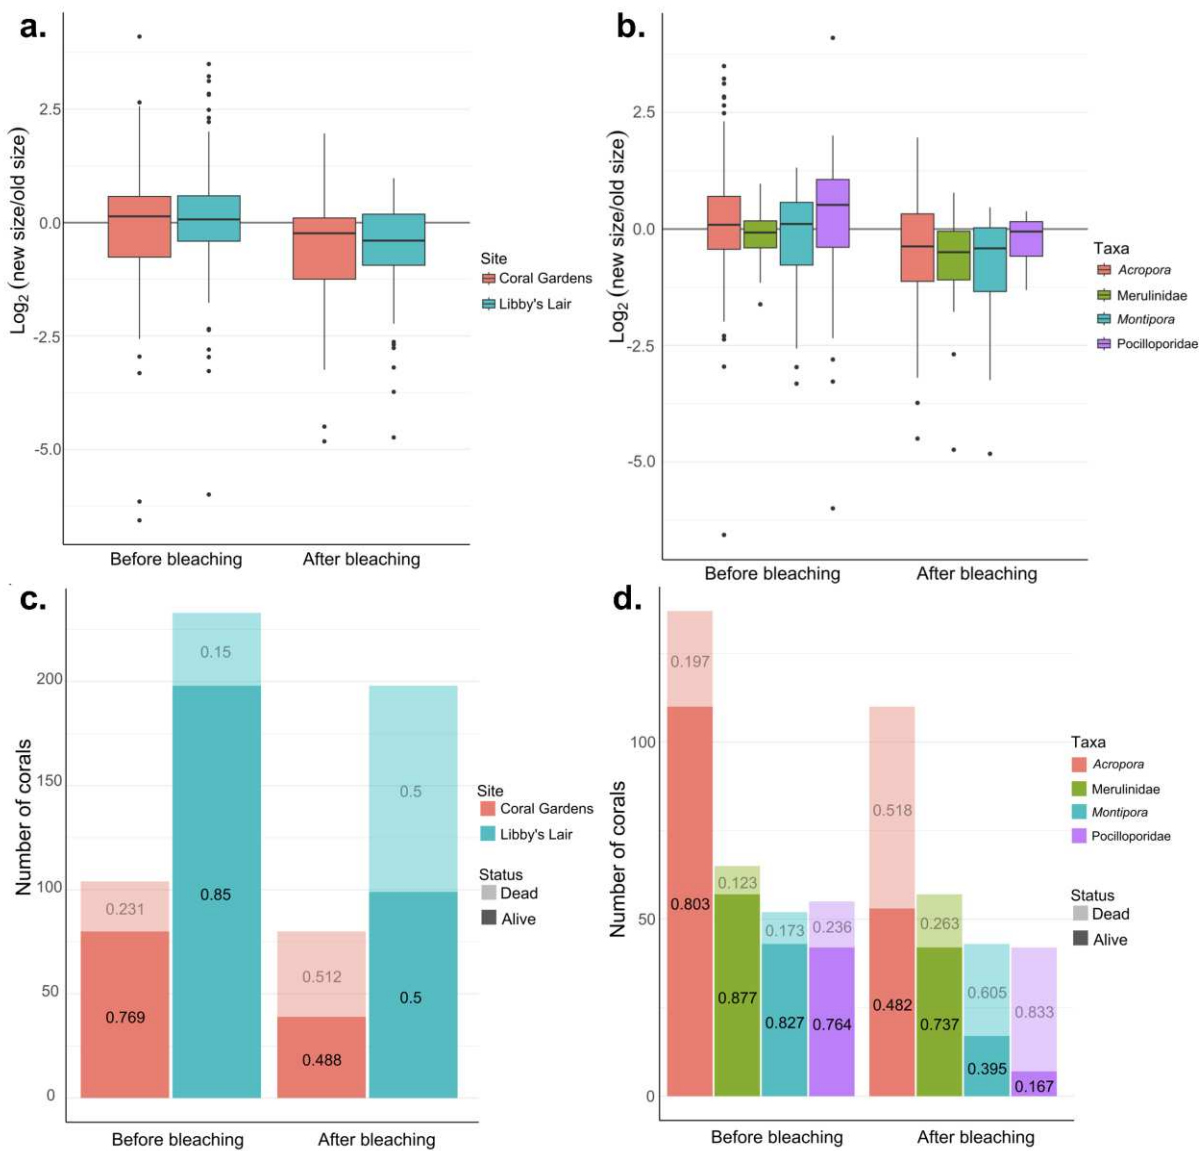 a.
Log2 (new size/old size)
2.5
0.0
-2.5
-5.0
Before bleaching
After bleaching
Site
Coral Gardens
Libby's Lair
b.
Log2 (new size/old size)
2.5
0.0
-2.5
-5.0
Before bleaching
After bleaching
Taxa
Acropora
Merulinidae
Montipora
Pocilloporidae
c.
Number of corals
200
150
100
50
0
0.231
0.769
0.15
0.85
0.512
0.488
0.5
0.5
Before bleaching
After bleaching
Site
Coral Gardens
Libby's Lair
Status
Dead
Alive
d.
Number of corals
100
50
0
0.197
0.803
0.123
0.877
0.173
0.827
0.236
0.764
0.518
0.482
0.263
0.737
0.605
0.395
0.833
0.167
Before bleaching
After bleaching
Taxa
Acropora
Merulinidae
Montipora
Pocilloporidae
Status
Dead
Alive